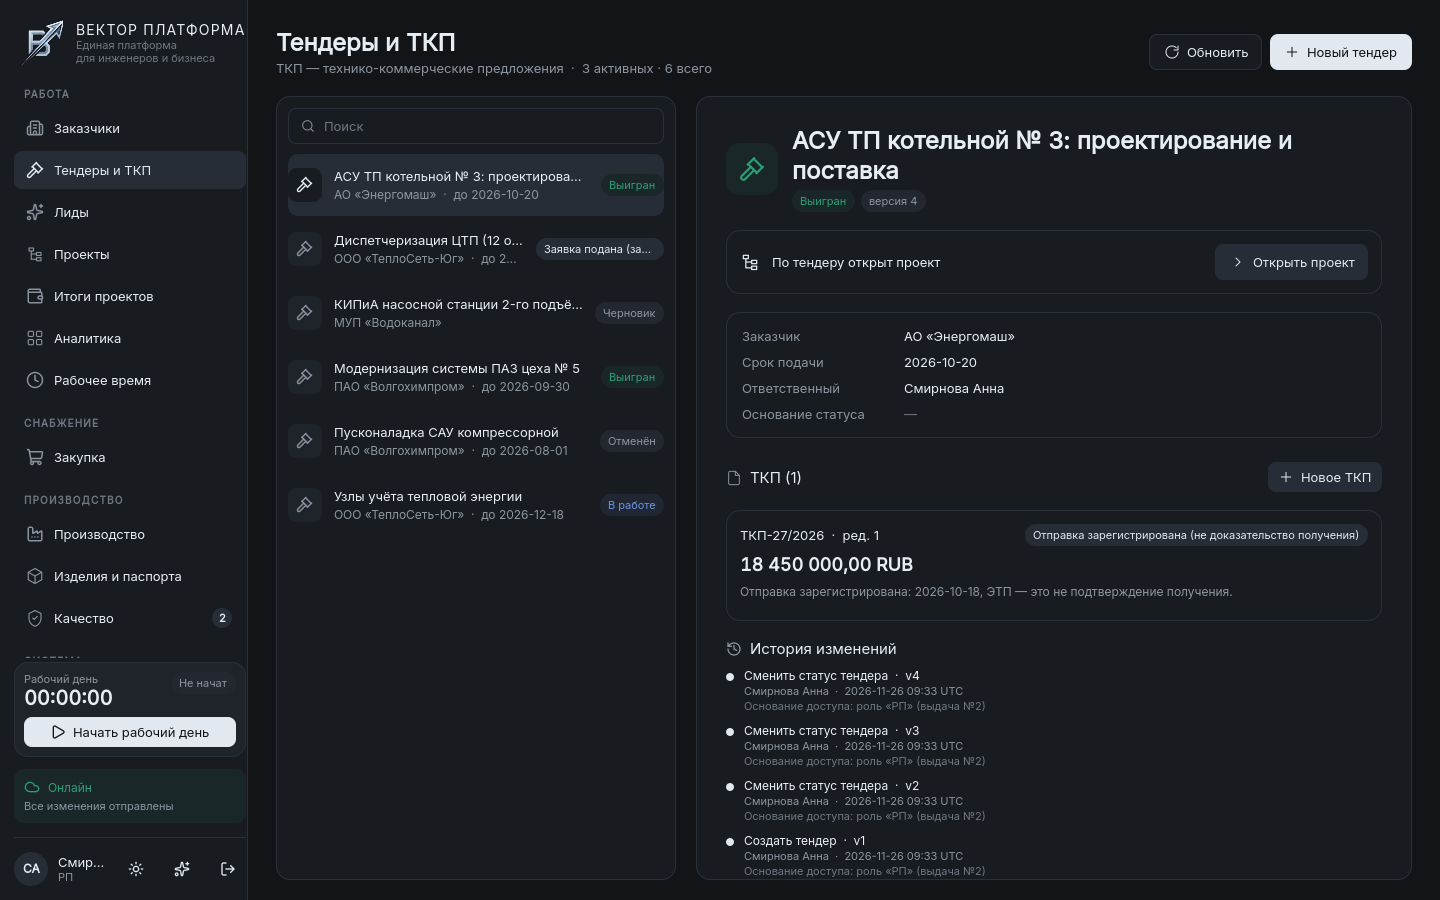 ВЕКТОР ПЛАТФОРМА
Единая платформа
для инженеров и бизнеса
РАБОТА
Заказчики
Тендеры и ТКП
Лиды
Проекты
Итоги проектов
Аналитика
Рабочее время
СНАБЖЕНИЕ
Закупка
ПРОИЗВОДСТВО
Производство
Изделия и паспорта
Качество 2
Рабочий день
Не начат
00:00:00
Начать рабочий день
Онлайн
Все изменения отправлены
СА
Смир...
РП
Тендеры и ТКП
ТКП — технико-коммерческие предложения · 3 активных · 6 всего
Обновить
Новый тендер
Поиск
АСУ ТП котельной № 3: проектирова...
АО «Энергомаш» · до 2026-10-20
Выигран
Диспетчеризация ЦТП (12 о...
ООО «ТеплоСеть-Юг» · до 2...
Заявка подана (за...
КИПиА насосной станции 2-го подъё...
МУП «Водоканал»
Черновик
Модернизация системы ПАЗ цеха № 5
ПАО «Волгохимпром» · до 2026-09-30
Выигран
Пусконаладка САУ компрессорной
ПАО «Волгохимпром» · до 2026-08-01
Отменён
Узлы учёта тепловой энергии
ООО «ТеплоСеть-Юг» · до 2026-12-18
В работе
АСУ ТП котельной № 3: проектирование и
поставка
Выигран
версия 4
По тендеру открыт проект
Открыть проект
Заказчик АО «Энергомаш»
Срок подачи 2026-10-20
Ответственный Смирнова Анна
Основание статуса —
ТКП (1)
Новое ТКП
ТКП-27/2026 · ред. 1
Отправка зарегистрирована (не доказательство получения)
18 450 000,00 RUB
Отправка зарегистрирована: 2026-10-18, ЭТП — это не подтверждение получения.
История изменений
Сменить статус тендера · v4
Смирнова Анна · 2026-11-26 09:33 UTC
Основание доступа: роль «РП» (выдача №2)
Сменить статус тендера · v3
Смирнова Анна · 2026-11-26 09:33 UTC
Основание доступа: роль «РП» (выдача №2)
Сменить статус тендера · v2
Смирнова Анна · 2026-11-26 09:33 UTC
Основание доступа: роль «РП» (выдача №2)
Создать тендер · v1
Смирнова Анна · 2026-11-26 09:33 UTC
Основание доступа: роль «РП» (выдача №2)